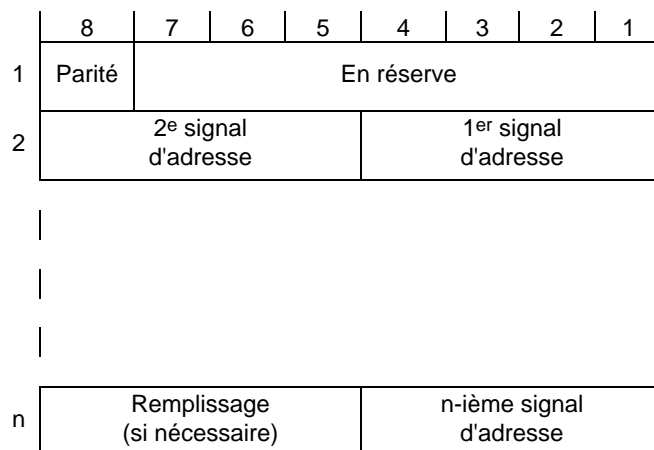 8 7 6 5 4 3 2 1
1 Parité En réserve
2e signal 1er signal
2
d'adresse d'adresse
Remplissage n-ième signal
n
(si nécessaire) d'adresse